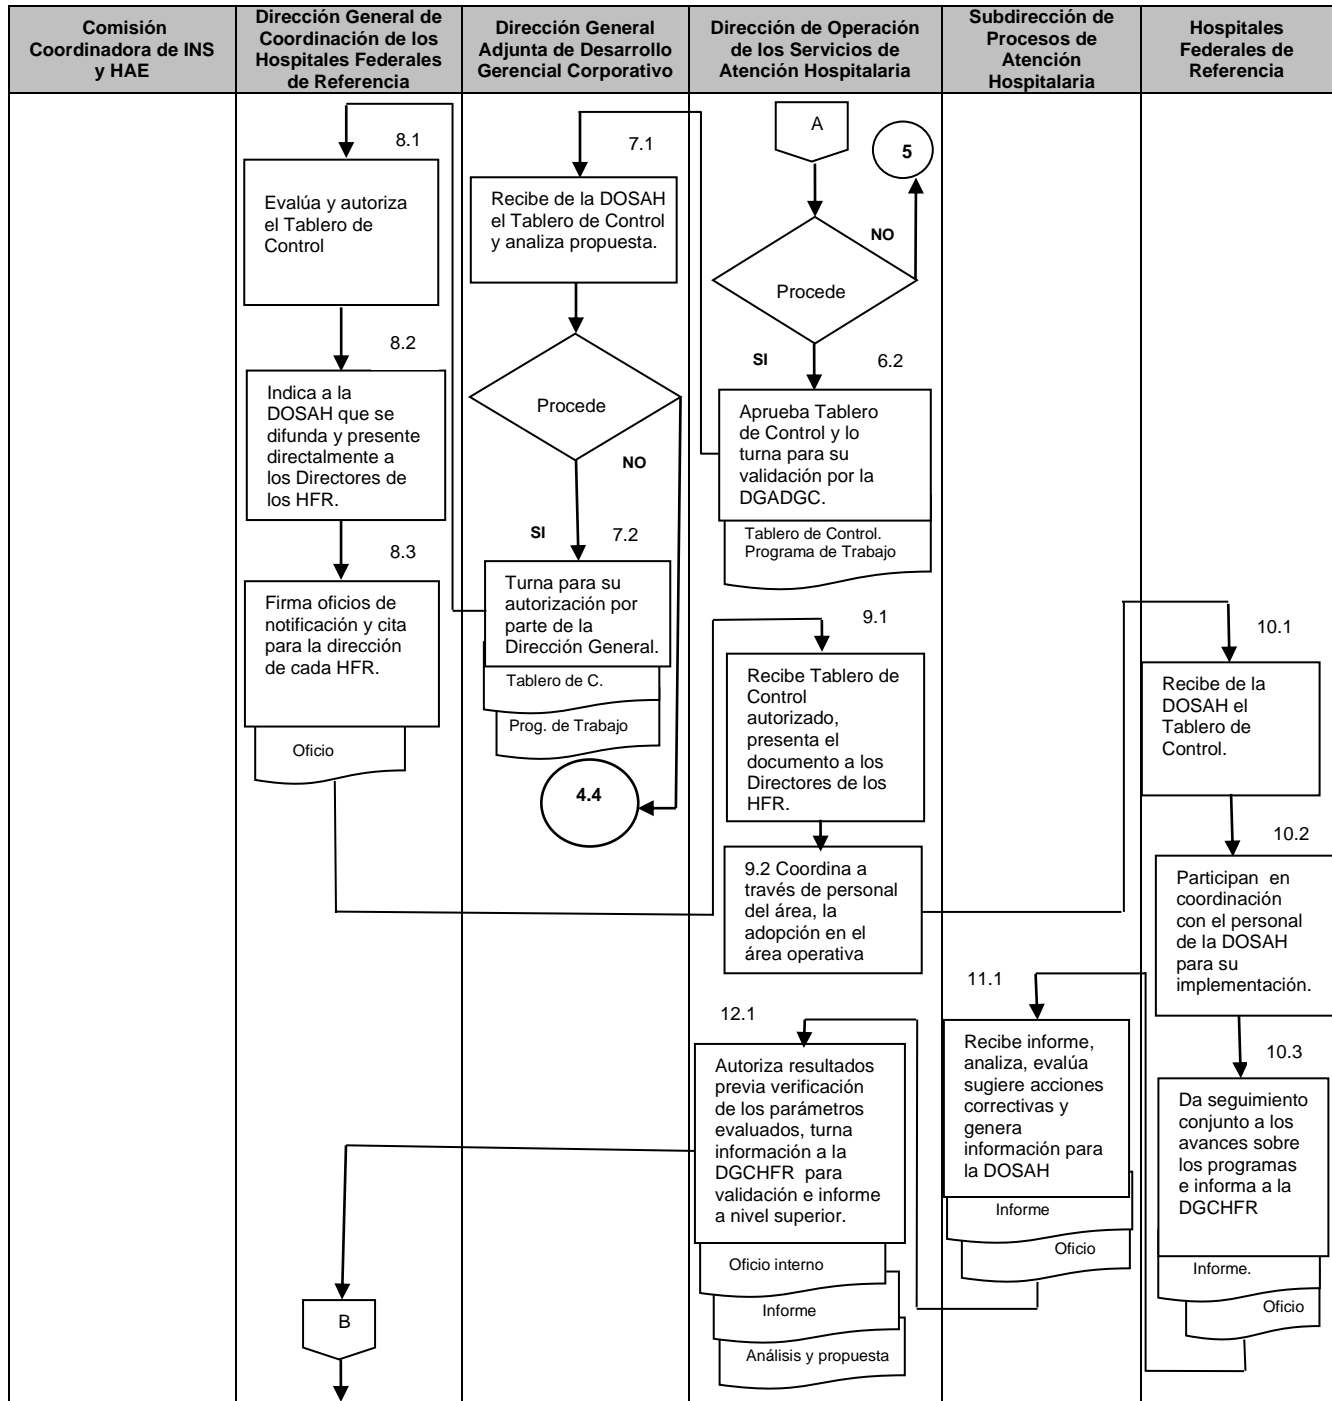 Comisión
Coordinadora de INS
y HAE
Dirección General de
Coordinación de los
Hospitales Federales
de Referencia
Dirección General
Adjunta de Desarrollo
Gerencial Corporativo
Dirección de Operación
de los Servicios de
Atención Hospitalaria
Subdirección de
Procesos de
Atención
Hospitalaria
Hospitales
Federales de
Referencia
A
5
NO
Procede
SI
6.2
Aprueba Tablero
de Control y lo
turna para su
validación por la
DGADGC.
Tablero de Control.
Programa de Trabajo
7.1
Recibe de la DOSAH
el Tablero de Control
y analiza propuesta.
Procede
NO
SI
7.2
Turna para su
autorización por
parte de la
Dirección General.
Tablero de C.
Prog. de Trabajo
4.4
8.1
Evalúa y autoriza
el Tablero de
Control
8.2
Indica a la
DOSAH que se
difunda y presente
directalmente a
los Directores de
los HFR.
8.3
Firma oficios de
notificación y cita
para la dirección
de cada HFR.
Oficio
9.1
Recibe Tablero de
Control
autorizado,
presenta el
documento a los
Directores de los
HFR.
9.2 Coordina a
través de personal
del área, la
adopción en el
área operativa
10.1
Recibe de la
DOSAH el
Tablero de
Control.
10.2
Participan en
coordinación
con el personal
de la DOSAH
para su
implementación.
10.3
Da seguimiento
conjunto a los
avances sobre
los programas
e informa a la
DGCHFR
Informe.
Oficio
11.1
Recibe informe,
analiza, evalúa
sugiere acciones
correctivas y
genera
información para
la DOSAH
Informe
Oficio
12.1
Autoriza resultados
previa verificación
de los parámetros
evaluados, turna
información a la
DGCHFR para
validación e informe
a nivel superior.
Oficio interno
Informe
Análisis y propuesta
B